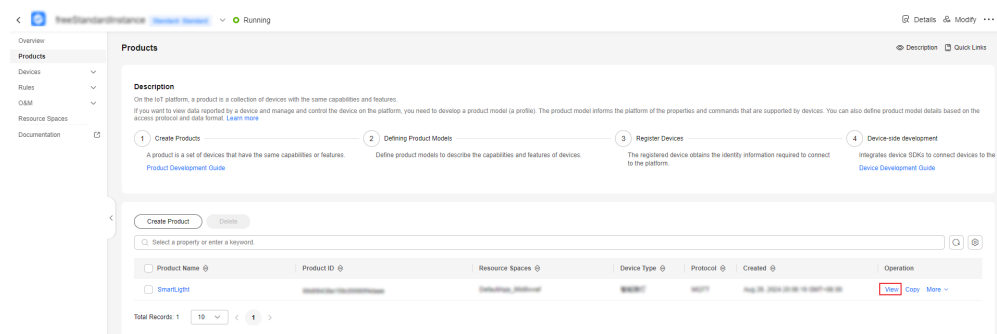 Running
Details Modify
Overview
Products
Devices
Rules
O&M
Resource Spaces
Documentation
Products
Description Quick Links
Description
On the IoT platform, a product is a collection of devices with the same capabilities and features.
If you want to view data reported by a device and manage and control the device on the platform, you need to develop a product model (a profile). The product model informs the platform of the properties and commands that are supported by devices. You can also define product model details based on the
access protocol and data format. Learn more
1 Create Products 2 Defining Product Models 3 Register Devices 4 Device-side development
A product is a set of devices that have the same capabilities or features. Define product models to describe the capabilities and features of devices. The registered device obtains the identity information required to connect Integrates device SDKs to connect devices to the
to the platform.
Product Development Guide Device Development Guide
Create Product Delete
Select a property or enter a keyword.
Product Name Product ID Resource Spaces Device Type Protocol Created Operation
SmartLigtht View Copy More
Total Records: 1 10 1